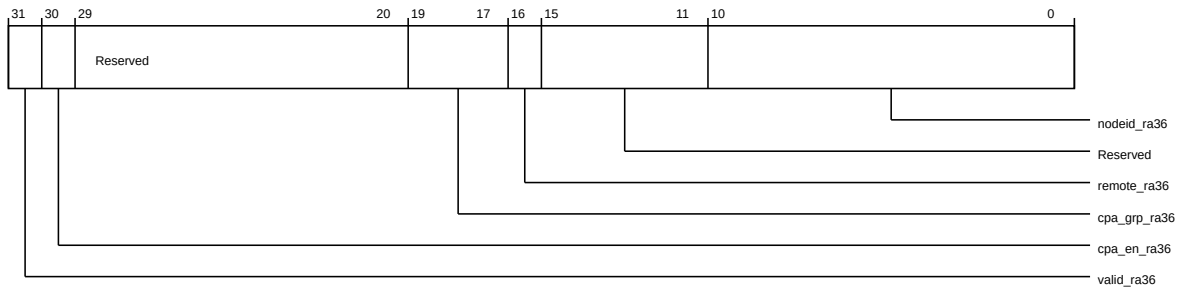 31 30 29 20 19 17 16 15 11 10 0
Reserved
nodeid_ra36
Reserved
remote_ra36
cpa_grp_ra36
cpa_en_ra36
valid_ra36